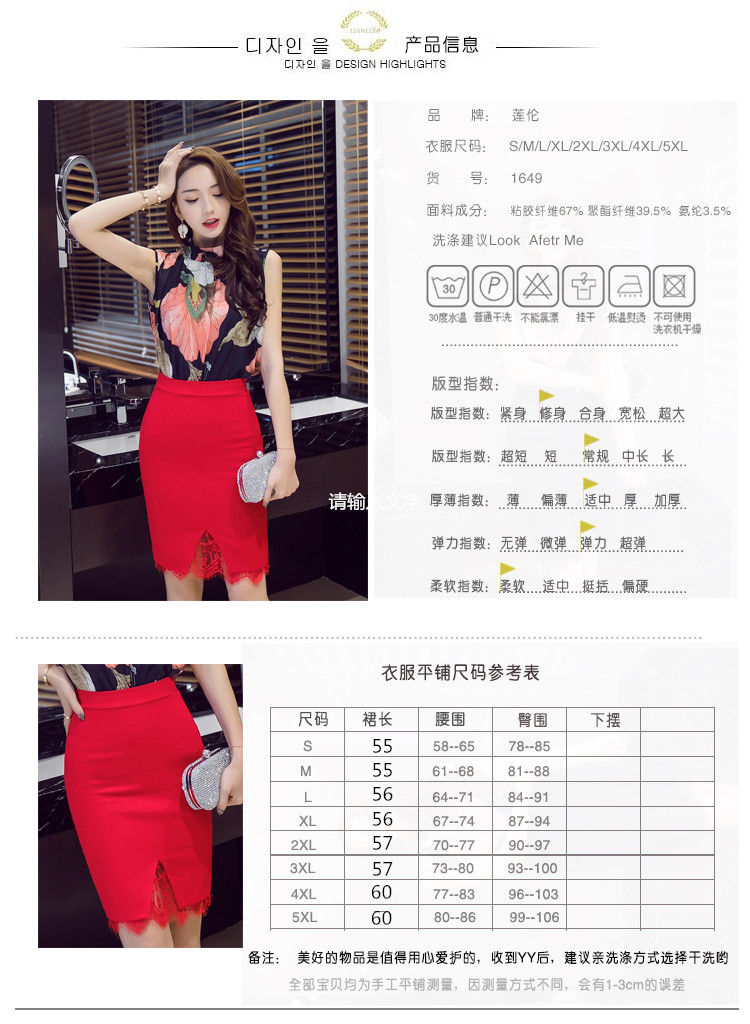 LIANLUN
디자인 을 产品信息
디자인 을 DESIGN HIGHLIGHTS
品 牌: 莲伦
衣服尺码: S/M/L/XL/2XL/3XL/4XL/5XL
货 号: 1649
面料成分: 粘胶纤维67% 聚酯纤维39.5% 氨纶3.5%
洗涤建议Look Afetr Me
30 P
30度水温 普通干洗 不能氯漂 挂干 低温熨烫 不可使用
洗衣机干燥
版型指数:
版型指数: 紧身 修身 合身 宽松 超大
版型指数: 超短 短 常规 中长 长
厚薄指数: 薄 偏薄 适中 厚 加厚
弹力指数: 无弹 微弹 弹力 超弹
柔软指数: 柔软 适中 挺括 偏硬
请输入文字
衣服平铺尺码参考表
尺码 裙长 腰围 臀围 下摆
S 55 58--65 78--85
M 55 61--68 81--88
L 56 64--71 84--91
XL 56 67--74 87--94
2XL 57 70--77 90--97
3XL 57 73--80 93--100
4XL 60 77--83 96--103
5XL 60 80--86 99--106
备注: 美好的物品是值得用心爱护的，收到YY后，建议亲洗涤方式选择干洗哟
全部宝贝均为手工平铺测量，因测量方式不同，会有1-3cm的误差